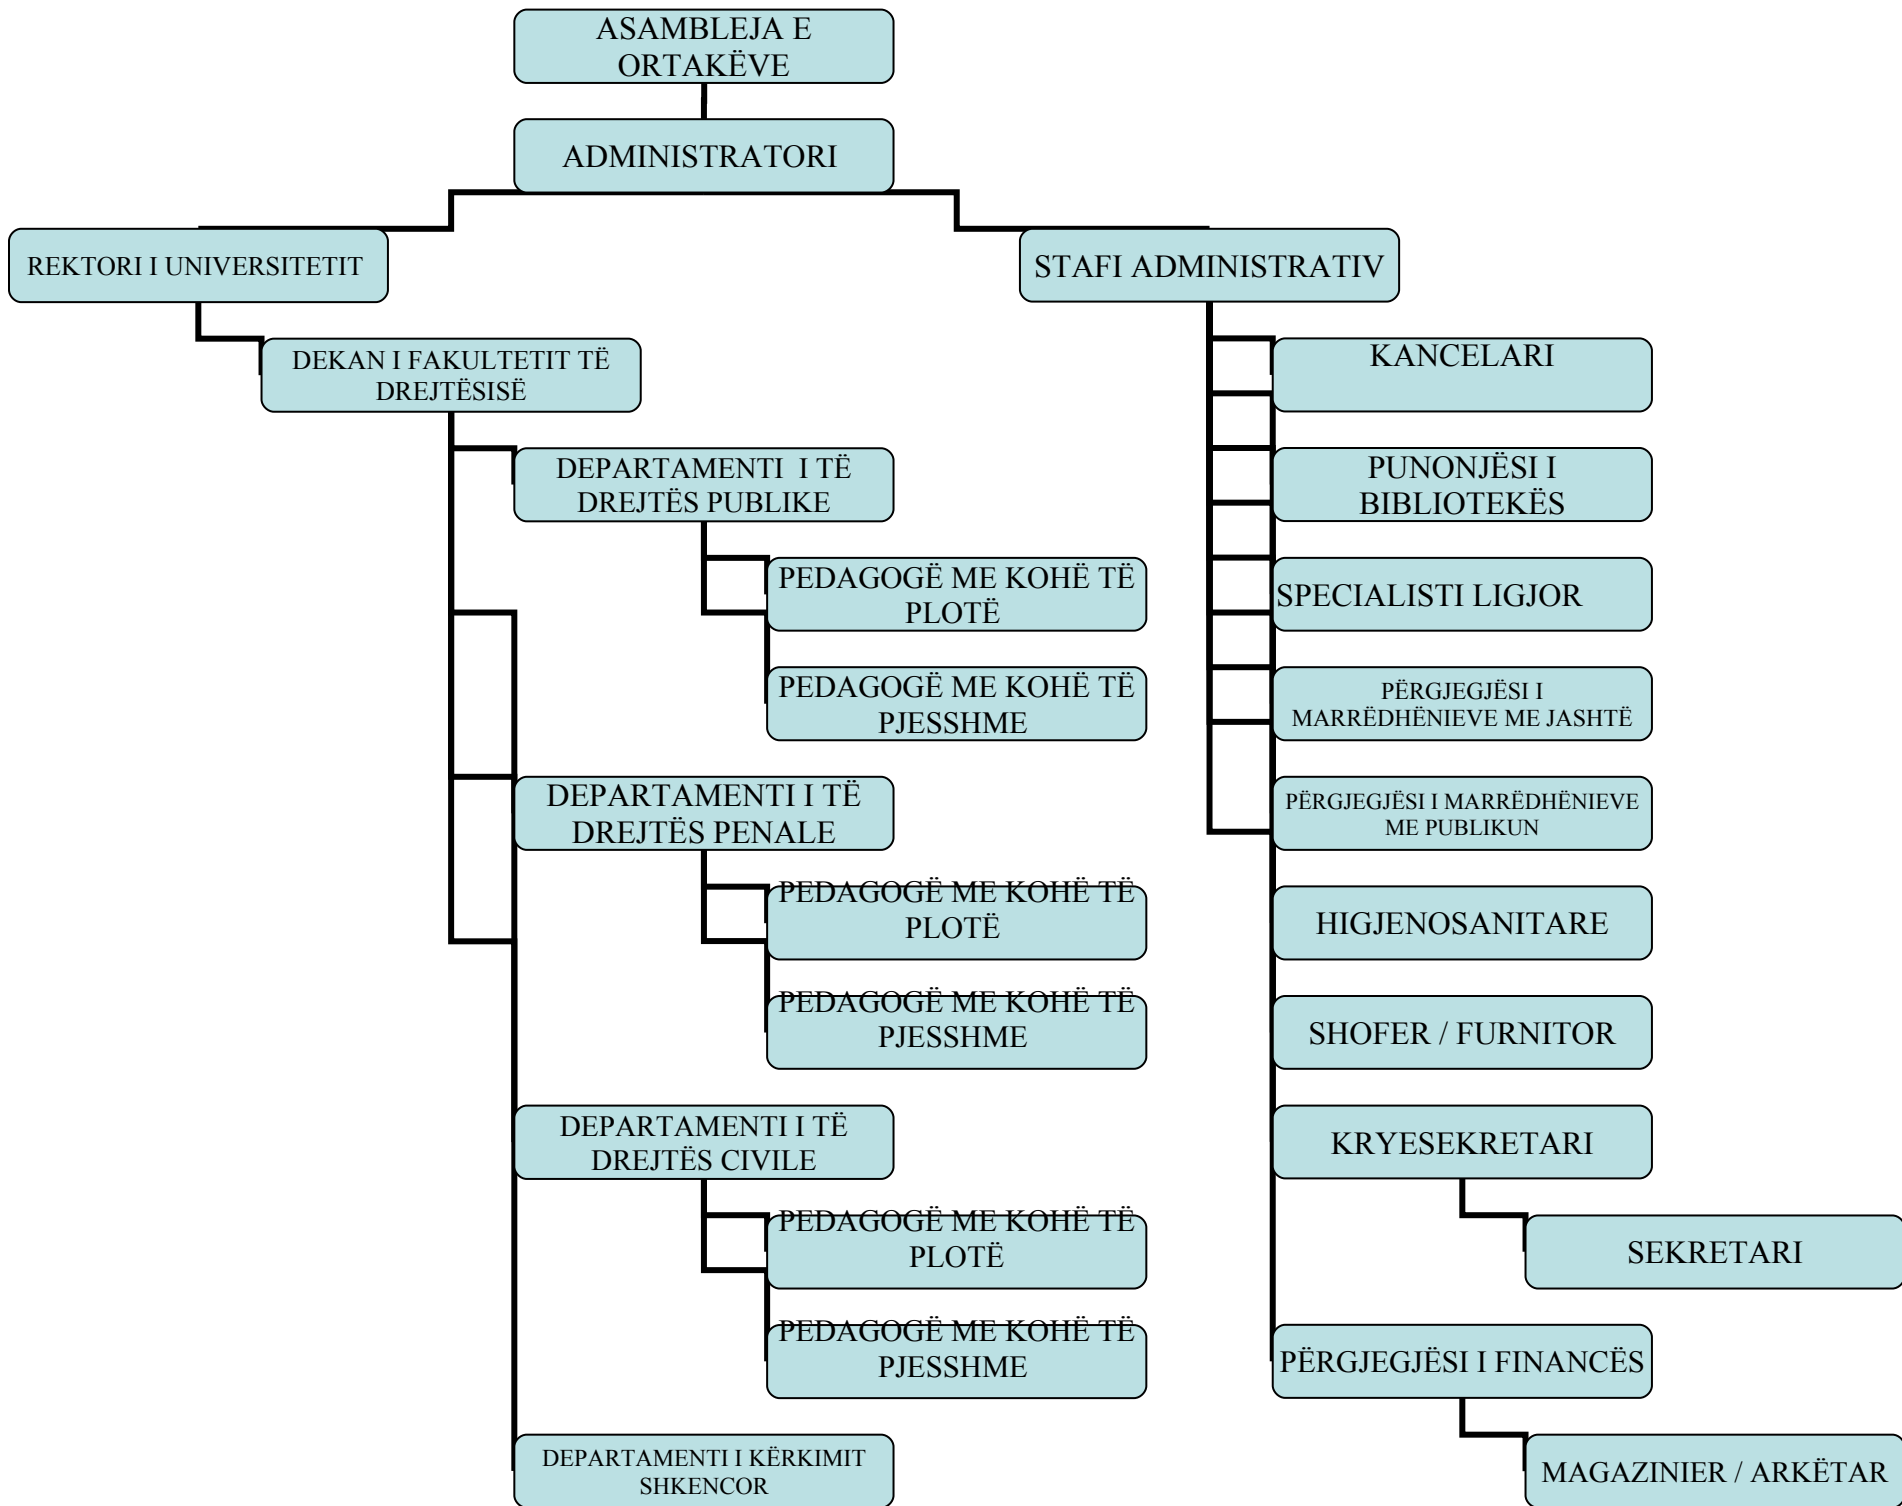 ASAMBLEJA E
ORTAKËVE
ADMINISTRATORI
REKTORI I UNIVERSITETIT
STAFI ADMINISTRATIV
DEKAN I FAKULTETIT TË
DREJTËSISË
DEPARTAMENTI I TË
DREJTËS PUBLIKE
PEDAGOGË ME KOHË TË
PLOTË
PEDAGOGË ME KOHË TË
PJESSHME
DEPARTAMENTI I TË
DREJTËS PENALE
PEDAGOGË ME KOHË TË
PLOTË
PEDAGOGË ME KOHË TË
PJESSHME
DEPARTAMENTI I TË
DREJTËS CIVILE
PEDAGOGË ME KOHË TË
PLOTË
PEDAGOGË ME KOHË TË
PJESSHME
DEPARTAMENTI I KËRKIMIT
SHKENCOR
KANCELARI
PUNONJËSI I
BIBLIOTEKËS
SPECIALISTI LIGJOR
PËRGJEGJËSI I
MARRËDHËNIEVE ME JASHTË
PËRGJEGJËSI I MARRËDHËNIEVE
ME PUBLIKUN
HIGJENOSANITARE
SHOFER / FURNITOR
KRYESEKRETARI
SEKRETARI
PËRGJEGJËSI I FINANCËS
MAGAZINIER / ARKËTAR